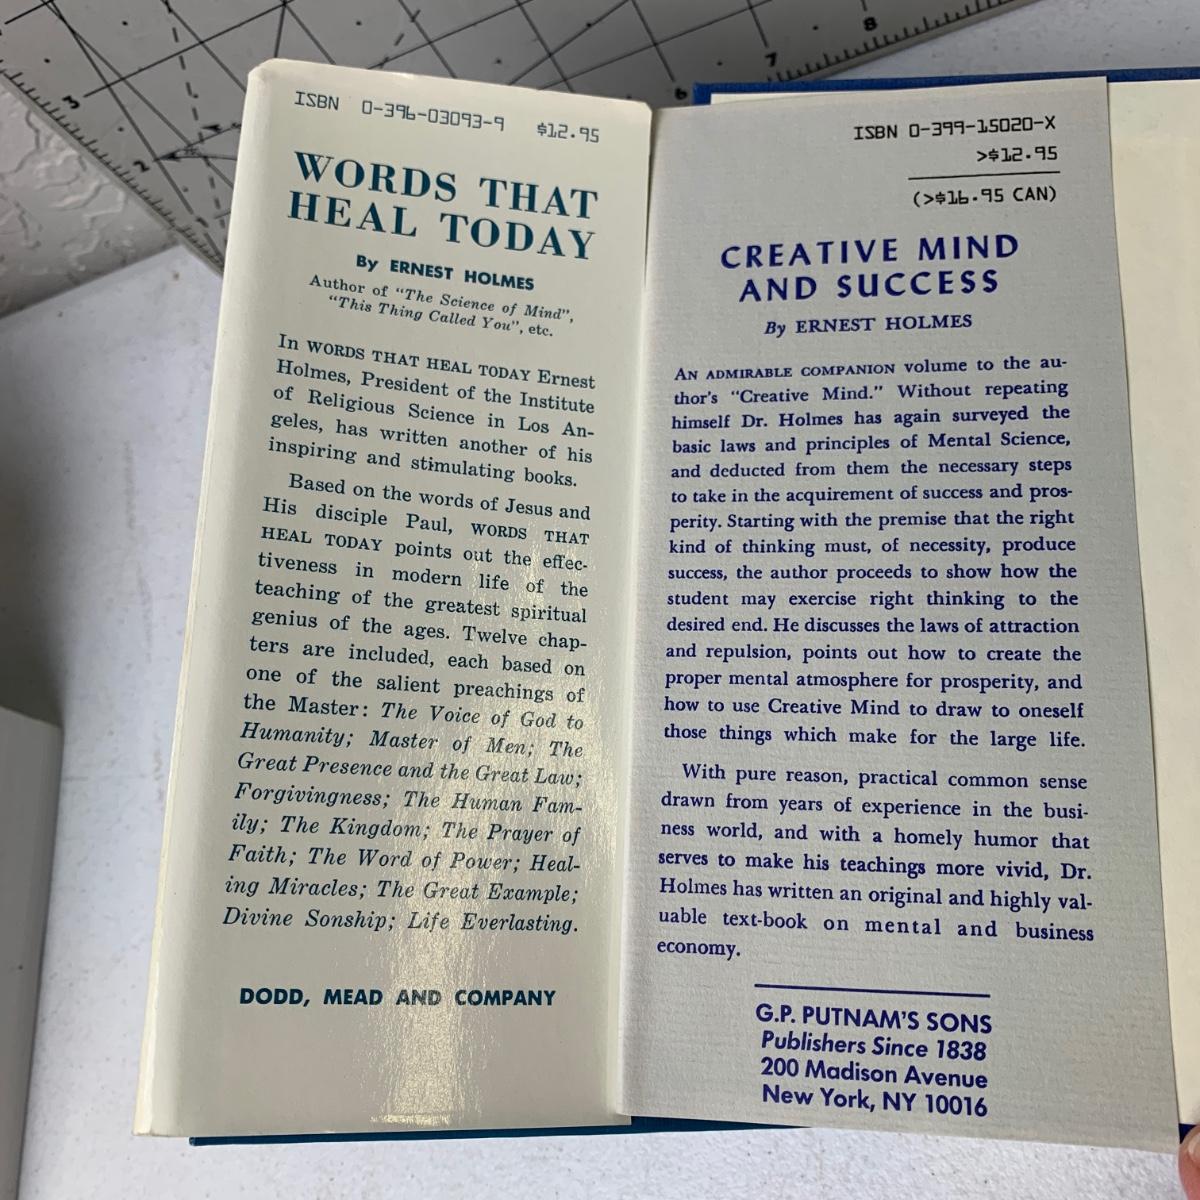 3
2
6
7
8
ISBN 0-396-03093-9 $12.95
WORDS THAT
HEAL TODAY
By ERNEST HOLMES
Author of "The Science of Mind",
"This Thing Called You", etc.
In WORDS THAT HEAL TODAY Ernest
Holmes, President of the Institute
of Religious Science in Los An-
geles, has written another of his
inspiring and stimulating books.
Based on the words of Jesus and
His disciple Paul, WORDS THAT
HEAL TODAY points out the effec-
tiveness in modern life of the
teaching of the greatest spiritual
genius of the ages. Twelve chap-
ters are included, each based on
one of the salient preachings of
the Master: The Voice of God to
Humanity; Master of Men; The
Great Presence and the Great Law;
Forgivingness; The Human Fam-
ily; The Kingdom; The Prayer of
Faith; The Word of Power; Heal-
ing Miracles; The Great Example;
Divine Sonship; Life Everlasting.
DODD, MEAD AND COMPANY
ISBN 0-399-15020-X
>$12.95
(>$16.95 CAN)
CREATIVE MIND
AND SUCCESS
By ERNEST HOLMES
AN ADMIRABLE COMPANION volume to the au-
thor's "Creative Mind." Without repeating
himself Dr. Holmes has again surveyed the
basic laws and principles of Mental Science,
and deducted from them the necessary steps
to take in the acquirement of success and pros-
perity. Starting with the premise that the right
kind of thinking must, of necessity, produce
success, the author proceeds to show how the
student may exercise right thinking to the
desired end. He discusses the laws of attraction
and repulsion, points out how to create the
proper mental atmosphere for prosperity, and
how to use Creative Mind to draw to oneself
those things which make for the large life.
With pure reason, practical common sense
drawn from years of experience in the busi-
ness world, and with a homely humor that
serves to make his teachings more vivid, Dr.
Holmes has written an original and highly val-
uable text-book on mental and business
economy.
G.P. PUTNAM'S SONS
Publishers Since 1838
200 Madison Avenue
New York, NY 10016